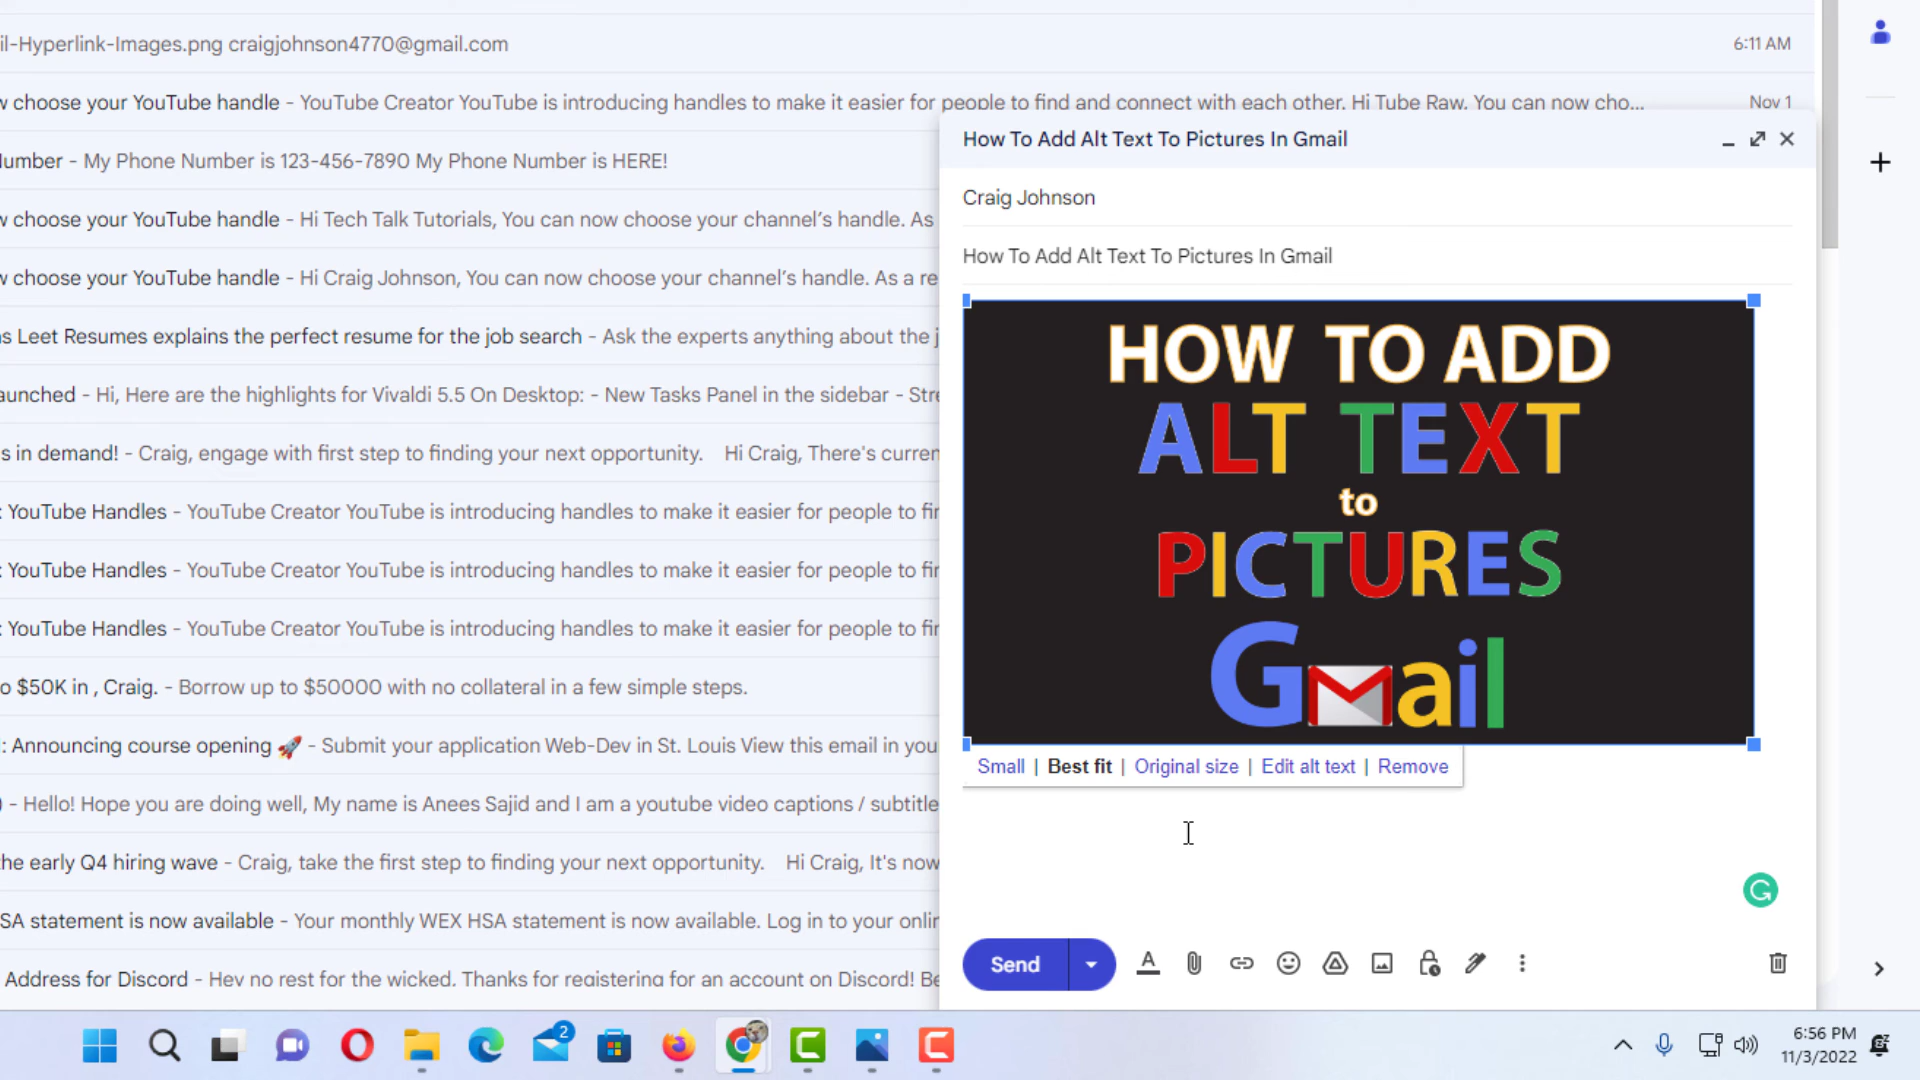 il-Hyperlink-Images.png craigjohnson4770@gmail.com 6:11 AM
w choose your YouTube handle - YouTube Creator YouTube is introducing handles to make it easier for people to find and connect with each other. Hi Tube Raw, You can now cho... Nov 1
Number - My Phone Number is 123-456-7890 My Phone Number is HERE!
w choose your YouTube handle - Hi Tech Talk Tutorials, You can now choose your channel's handle. As
w choose your YouTube handle - Hi Craig Johnson, You can now choose your channel's handle. As a re
s Leet Resumes explains the perfect resume for the job search - Ask the experts anything about the j
aunched - Hi, Here are the highlights for Vivaldi 5.5 On Desktop: - New Tasks Panel in the sidebar - Stre
s in demand! - Craig, engage with first step to finding your next opportunity. Hi Craig, There's curren
YouTube Handles - YouTube Creator YouTube is introducing handles to make it easier for people to fi
YouTube Handles - YouTube Creator YouTube is introducing handles to make it easier for people to fi
YouTube Handles - YouTube Creator YouTube is introducing handles to make it easier for people to fi
o $50K in , Craig. - Borrow up to $50000 with no collateral in a few simple steps.
: Announcing course opening 🚀 - Submit your application Web-Dev in St. Louis View this email in you
) - Hello! Hope you are doing well, My name is Anees Sajid and I am a youtube video captions / subtitle
the early Q4 hiring wave - Craig, take the first step to finding your next opportunity. Hi Craig, It's now
SA statement is now available - Your monthly WEX HSA statement is now available. Log in to your onlin
Address for Discord - Hey no rest for the wicked. Thanks for registering for an account on Discord! Be
How To Add Alt Text To Pictures In Gmail
Craig Johnson
How To Add Alt Text To Pictures In Gmail
HOW TO ADD
ALT TEXT
to
PICTURES
Gmail
Small | Best fit | Original size | Edit alt text | Remove
Send
2
6:56 PM
11/3/2022